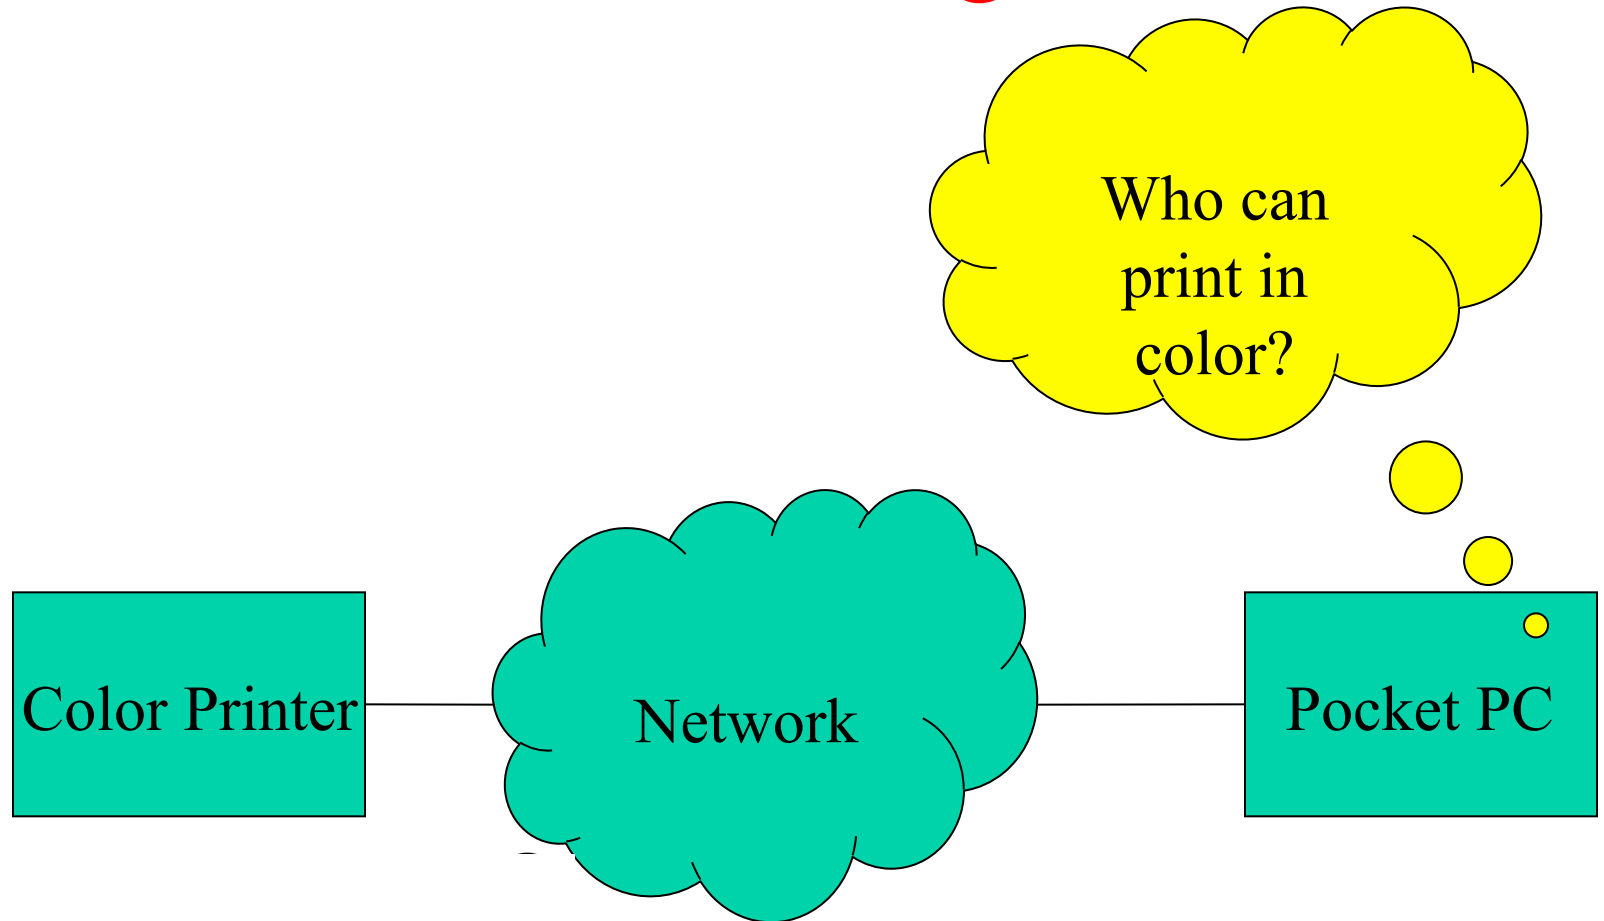 Who can
print in
color?
Color Printer
Network
Pocket PC